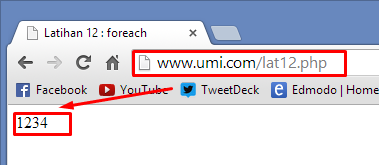 Latihan 12 : foreach
www.umi.com/lat12.php
Facebook YouTube TweetDeck Edmodo | Home
1234